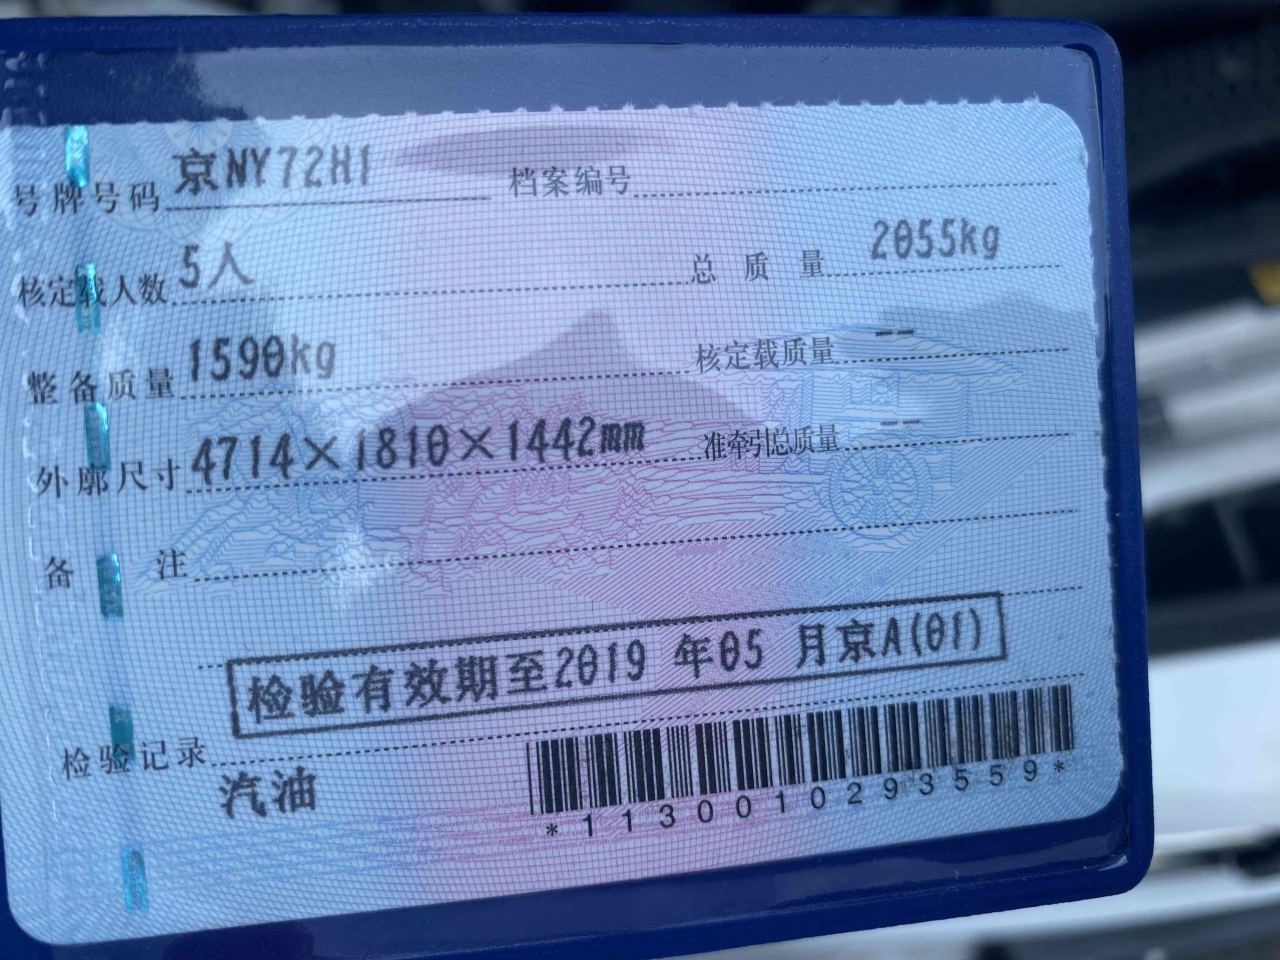 号牌号码 京NY72H1 档案编号
核定载人数 5人 总质量 2055kg
整备质量 1590kg 核定载质量 --
外廓尺寸 4714×1810×1442mm 准牵引总质量 --
备注
检验有效期至2019 年05 月京A(01)
检验记录
汽油
*1130010293559*